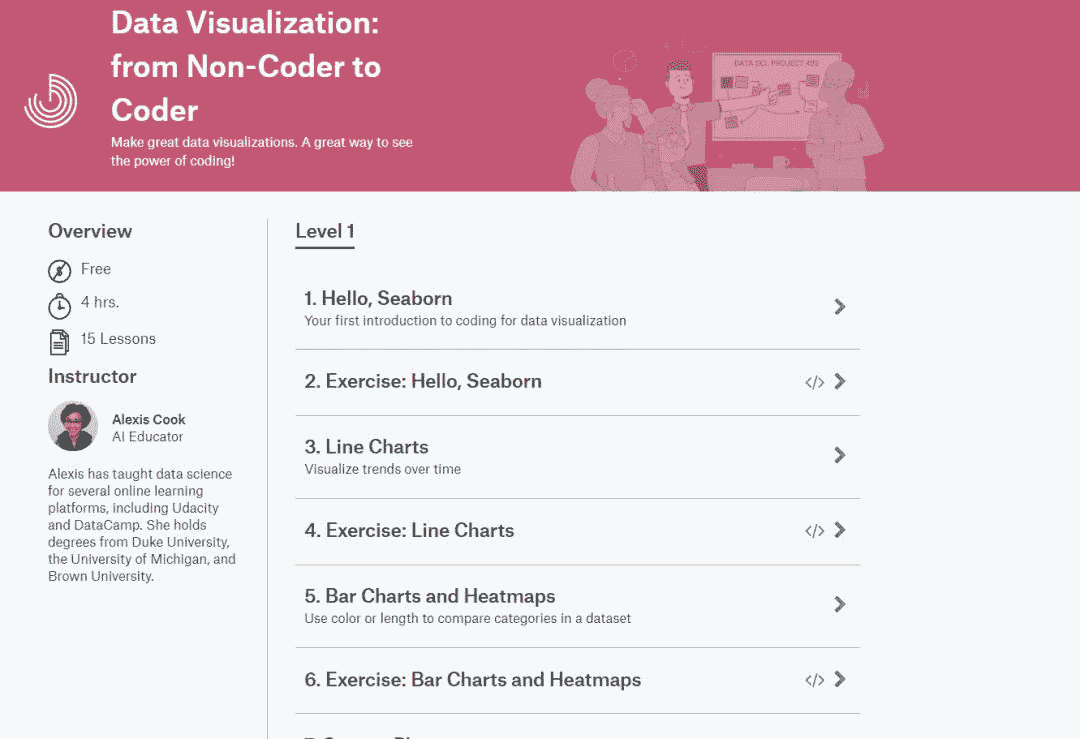 Data Visualization:
from Non-Coder to
Coder
Make great data visualizations. A great way to see
the power of coding!
DATA SCI. PROJECT 402
Overview
Free
4 hrs.
15 Lessons
Instructor
Alexis Cook
AI Educator
Alexis has taught data science
for several online learning
platforms, including Udacity
and DataCamp. She holds
degrees from Duke University,
the University of Michigan, and
Brown University.
Level 1
1. Hello, Seaborn
Your first introduction to coding for data visualization
2. Exercise: Hello, Seaborn
</>
3. Line Charts
Visualize trends over time
4. Exercise: Line Charts
</>
5. Bar Charts and Heatmaps
Use color or length to compare categories in a dataset
6. Exercise: Bar Charts and Heatmaps
</>